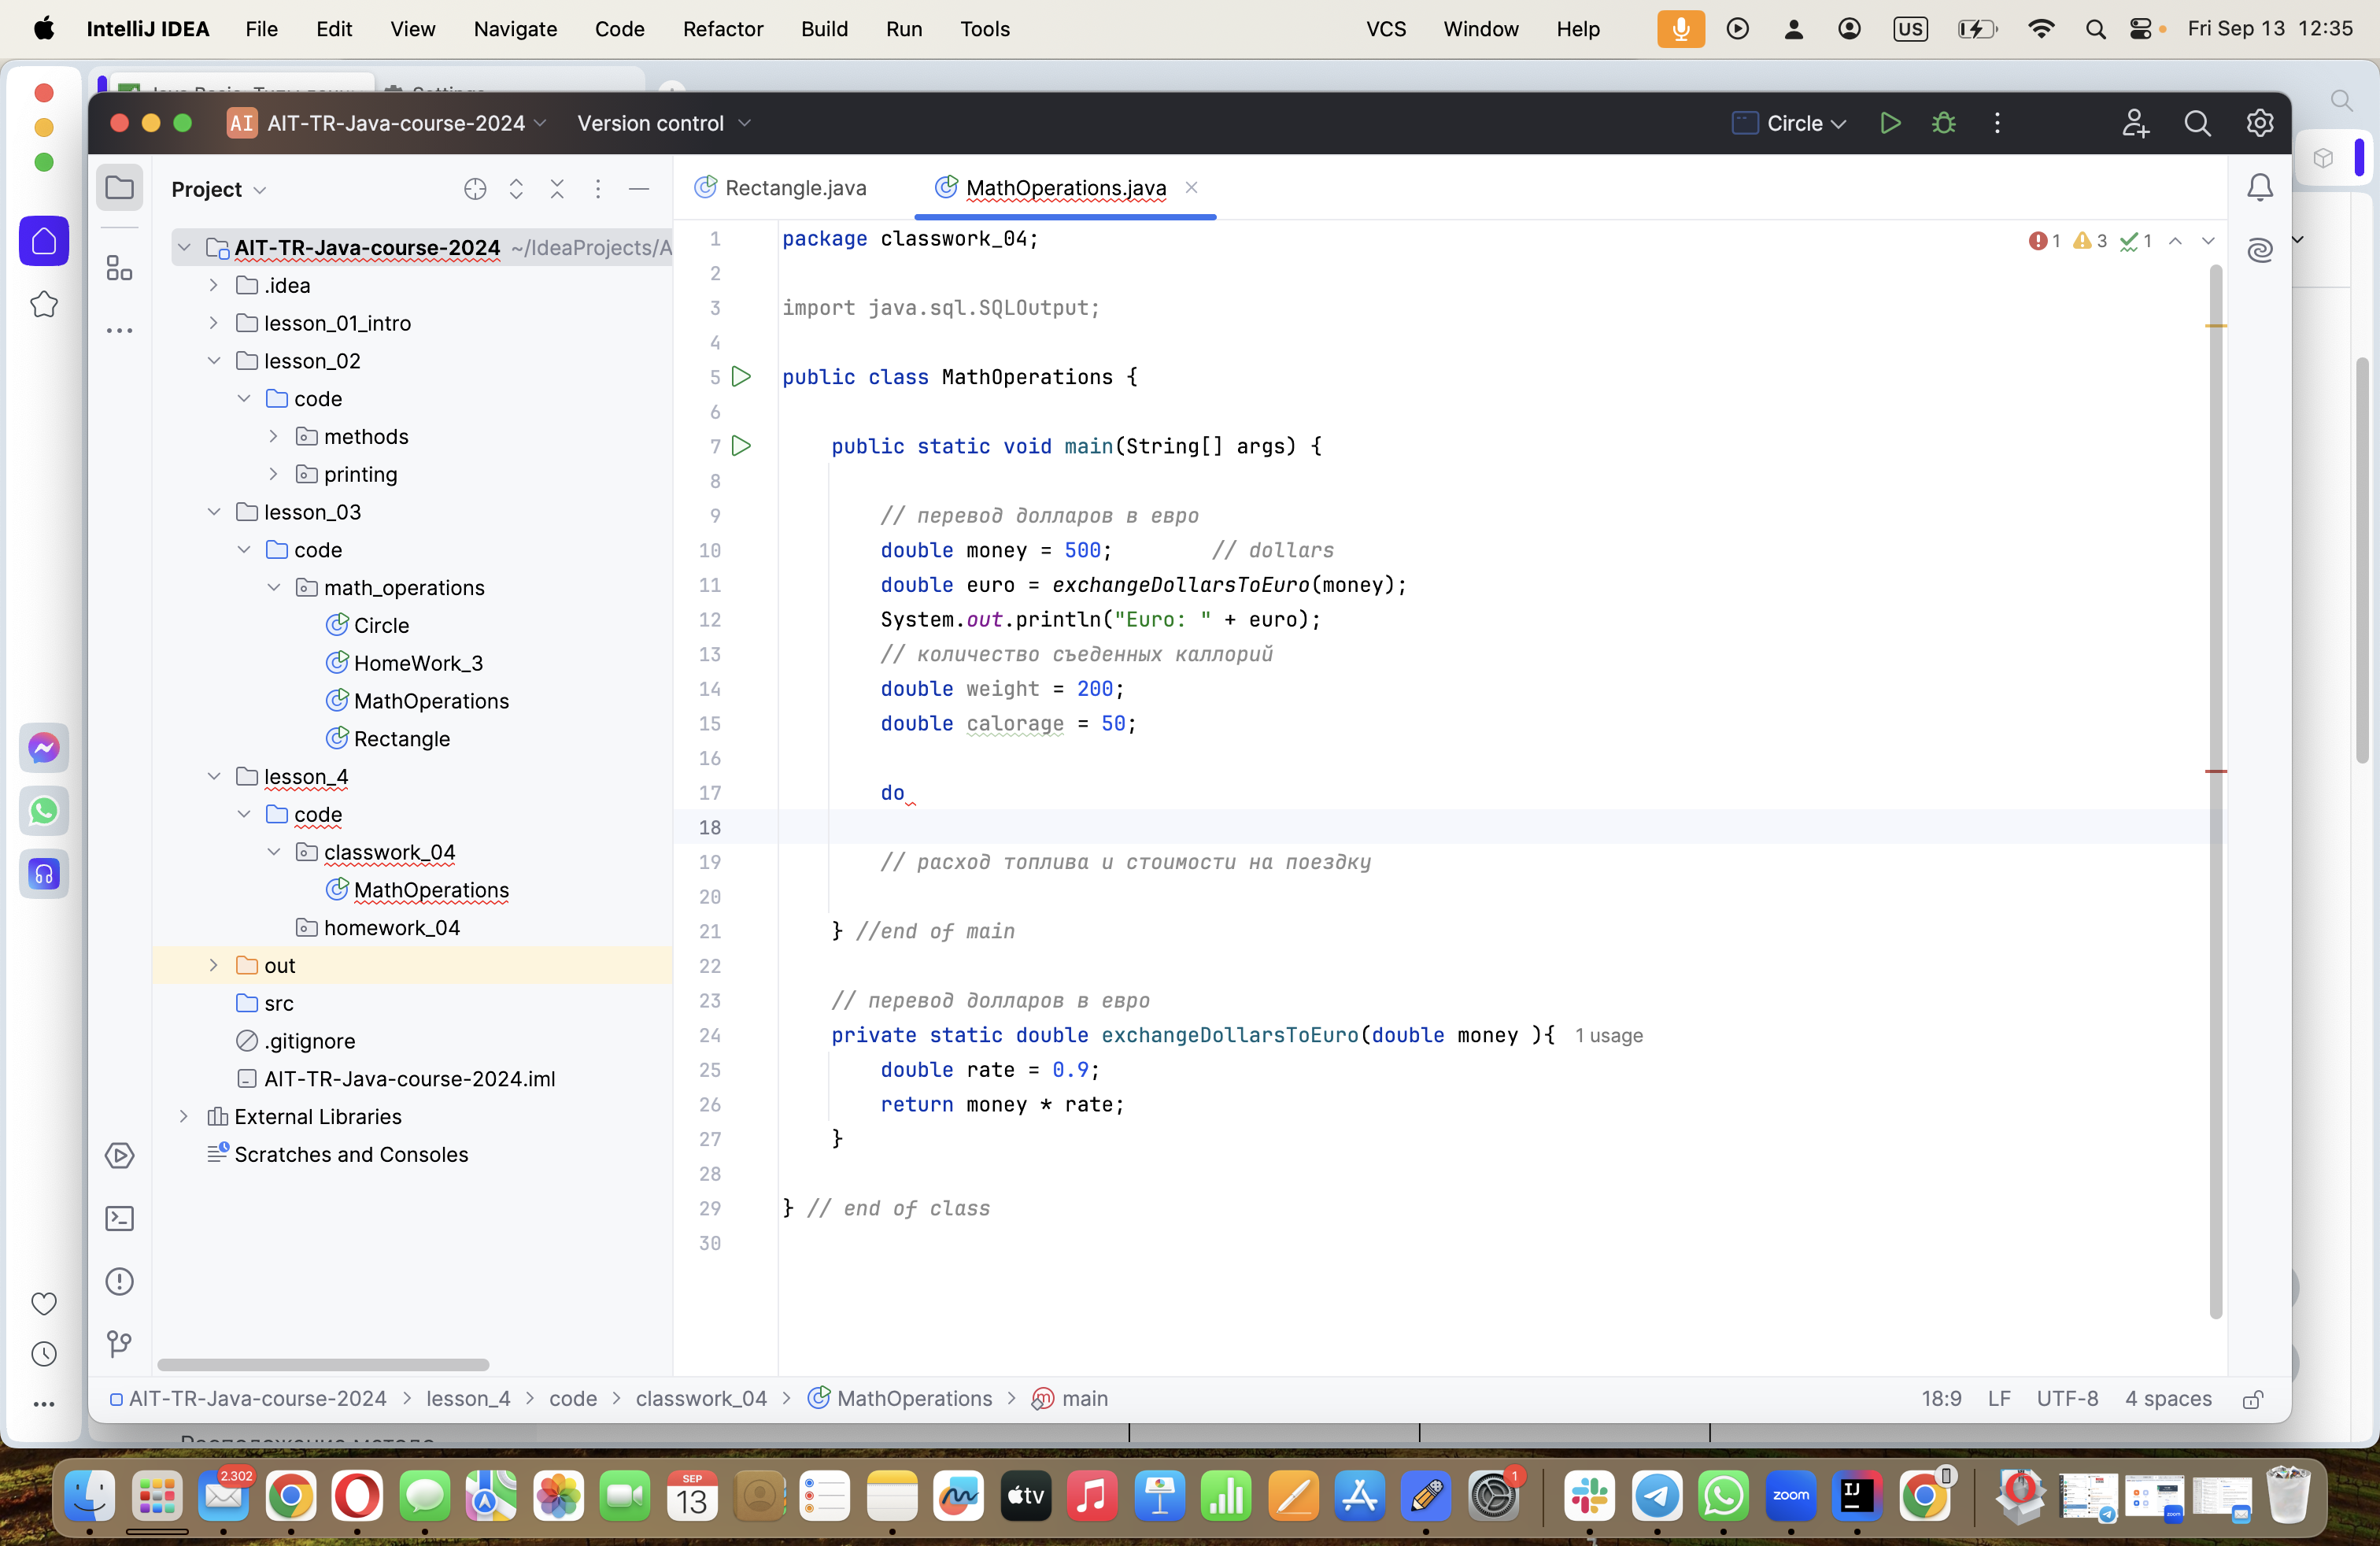 IntelliJ IDEA File Edit View Navigate Code Refactor Build Run Tools VCS Window Help US Fri Sep 13 12:35
Settings
AI AIT-TR-Java-course-2024 Version control Circle
Project
Rectangle.java MathOperations.java
AIT-TR-Java-course-2024 ~/IdeaProjects/A
.idea
lesson_01_intro
lesson_02
code
methods
printing
lesson_03
code
math_operations
Circle
HomeWork_3
MathOperations
Rectangle
lesson_4
code
classwork_04
MathOperations
homework_04
out
src
.gitignore
AIT-TR-Java-course-2024.iml
External Libraries
Scratches and Consoles
1 3 1
1 package classwork_04;
2
3 import java.sql.SQLOutput;
4
5 public class MathOperations {
6
7 public static void main(String[] args) {
8
9 // перевод долларов в евро
10 double money = 500; // dollars
11 double euro = exchangeDollarsToEuro(money);
12 System.out.println("Euro: " + euro);
13 // количество съеденных каллорий
14 double weight = 200;
15 double calorage = 50;
16
17 do
18
19 // расход топлива и стоимости на поездку
20
21 } //end of main
22
23 // перевод долларов в евро
24 private static double exchangeDollarsToEuro(double money ){ 1 usage
25 double rate = 0.9;
26 return money * rate;
27 }
28
29 } // end of class
30
AIT-TR-Java-course-2024 > lesson_4 > code > classwork_04 > MathOperations > main 18:9 LF UTF-8 4 spaces
2.302
SEP
13
tv
1
zoom
IJ